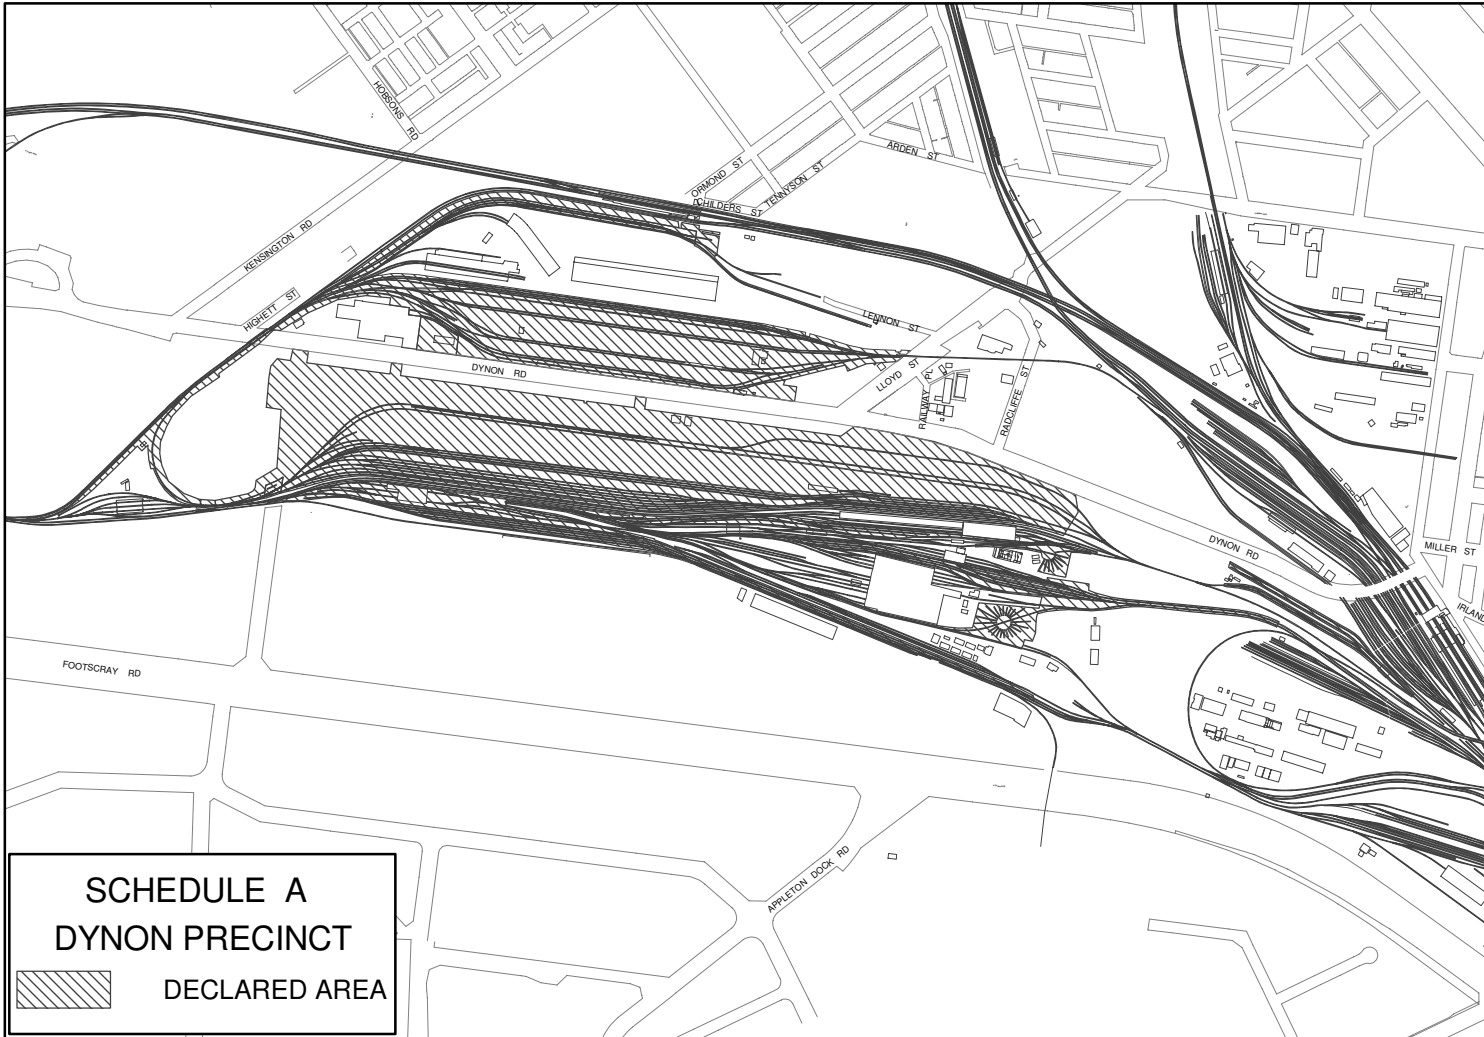 HOBSONS RD
ARDEN ST
ORMOND ST
TENNYSON ST
CHILDERS ST
KENSINGTON RD
HIGHETT ST
LENNON ST
DYNON RD
LLOYD ST
RAILWAY PL
RADCLIFFE ST
DYNON RD
MILLER ST
IRLAND
FOOTSCRAY RD
APPLETON DOCK RD
SCHEDULE A
DYNON PRECINCT
DECLARED AREA